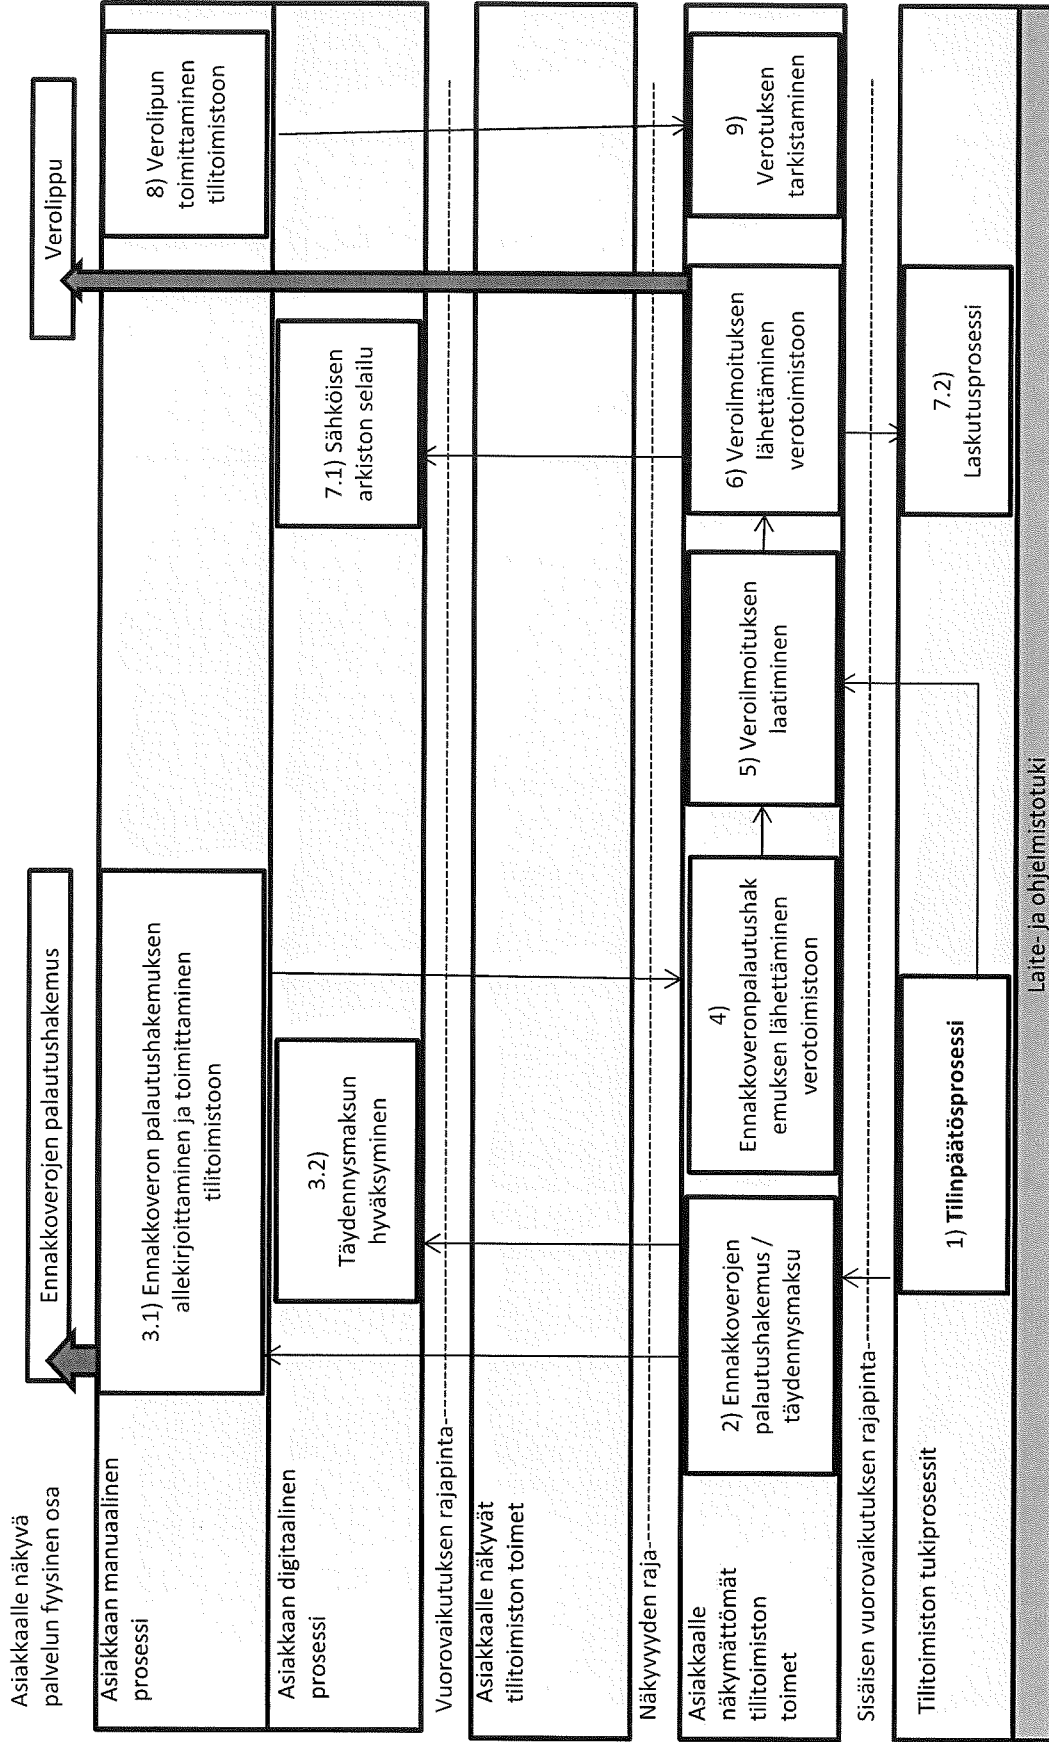 Asiakkaalle näkyvä
palvelun fyysinen osa
Ennakkoverojen palautushakemus
Verolippu
Asiakkaan manuaalinen
prosessi
3.1) Ennakkoveron palautushakemuksen
allekirjoittaminen ja toimittaminen
tilitoimistoon
8) Verolipun
toimittaminen
tilitoimistoon
Asiakkaan digitaalinen
prosessi
3.2)
Täydennysmaksun
hyväksyminen
7.1) Sähköisen
arkiston selailu
Vuorovaikutuksen rajapinta
Asiakkaalle näkyvät
tilitoimiston toimet
Näkyvyyden raja
Asiakkaalle
näkymättömät
tilitoimiston
toimet
2) Ennakkoverojen
palautushakemus /
täydennysmaksu
4)
Ennakkoveronpalautushak
emuksen lähettäminen
verotoimistoon
5) Veroilmoituksen
laatiminen
6) Veroilmoituksen
lähettäminen
verotoimistoon
9)
Verotuksen
tarkistaminen
Sisäisen vuorovaikutuksen rajapinta
Tilitoimiston tukiprosessit
1) Tilinpäätösprosessi
7.2)
Laskutusprosessi
Laite- ja ohjelmistotuki